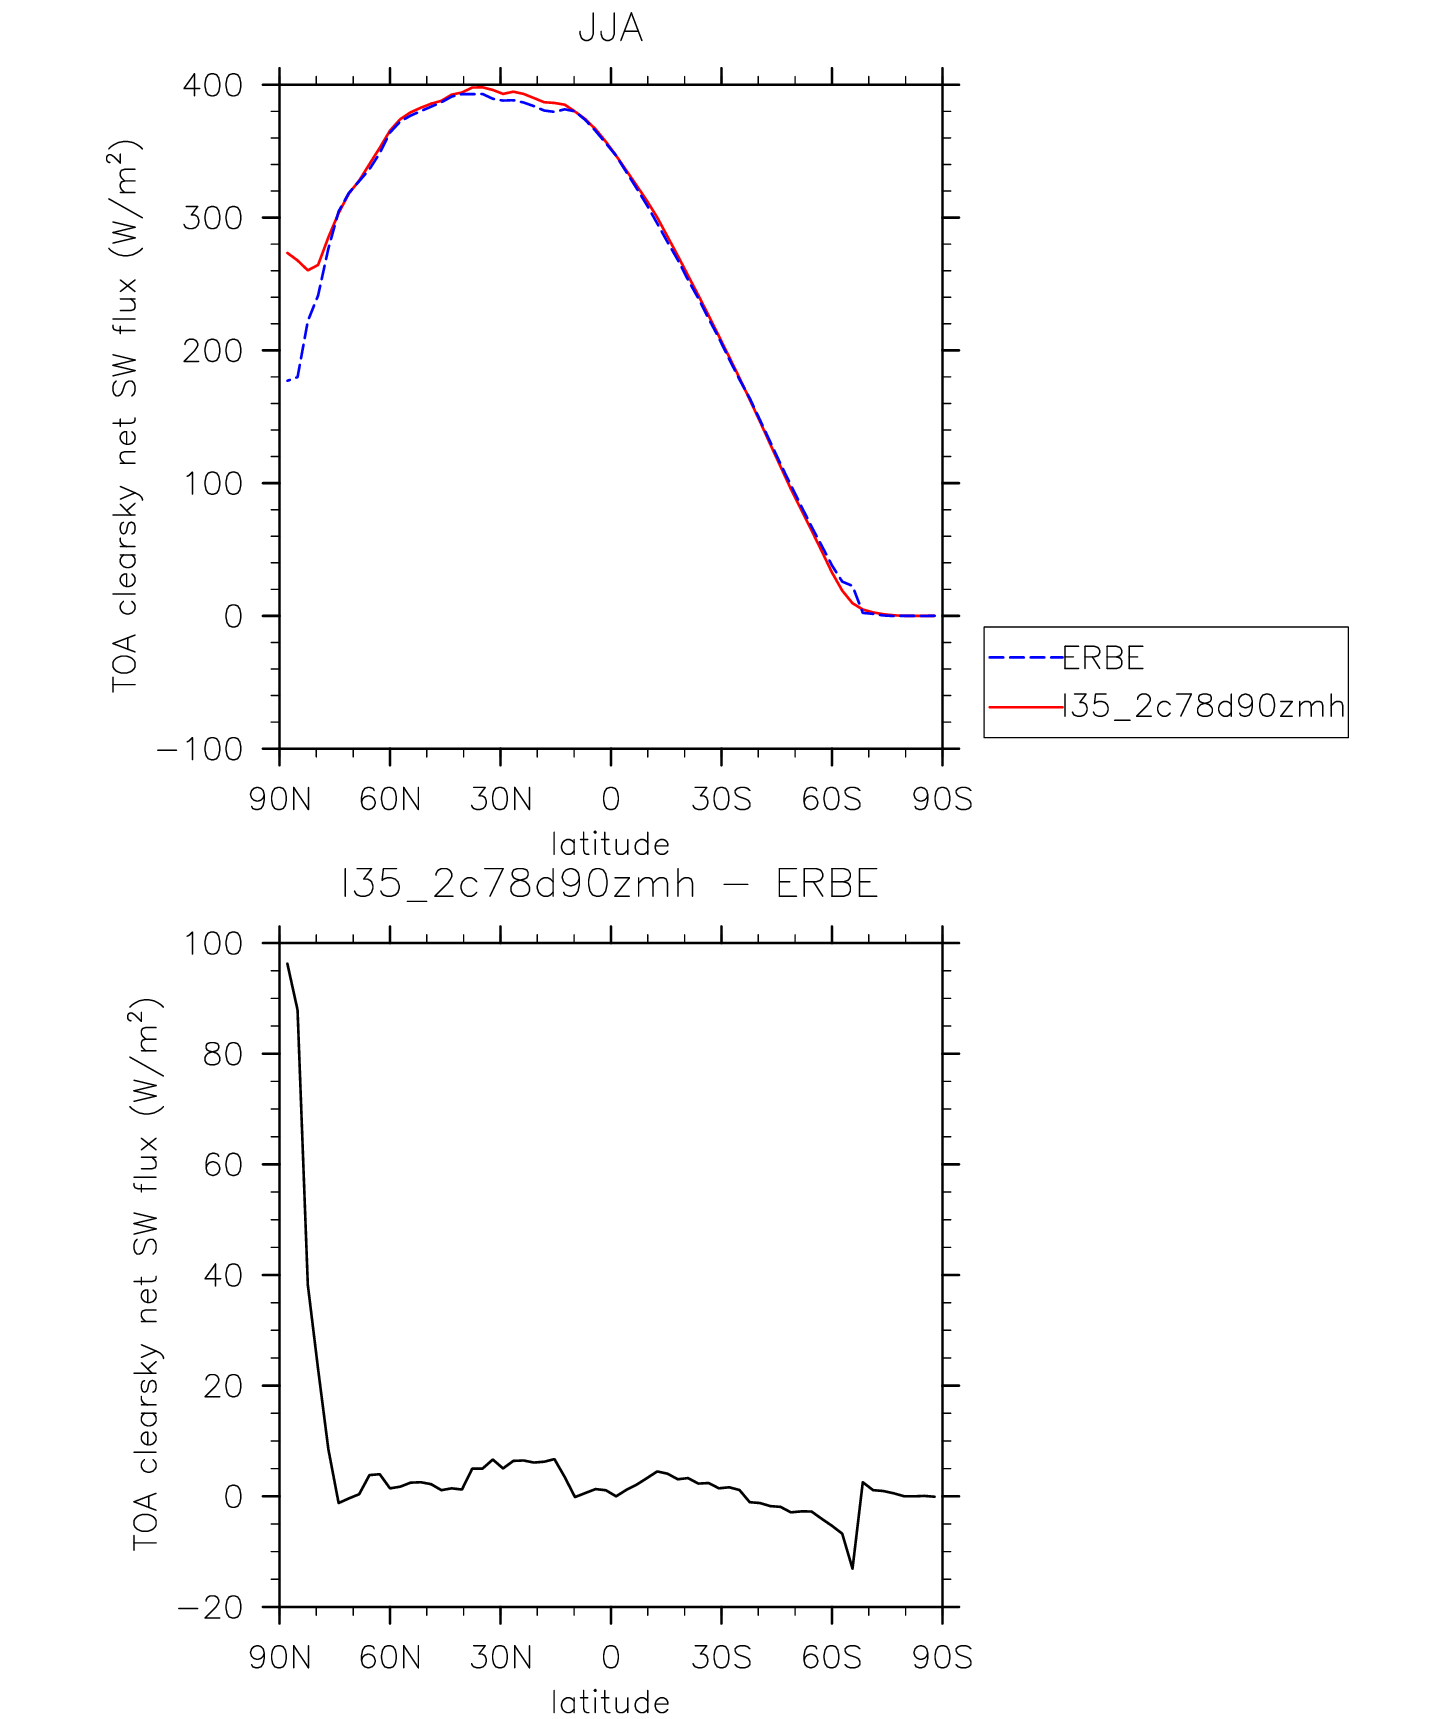 JJA
TOA clearsky net SW flux (W/m²)
400
300
200
100
0
−100
90N 60N 30N 0 30S 60S 90S
latitude
ERBE
I35_2c78d90zmh
I35_2c78d90zmh − ERBE
TOA clearsky net SW flux (W/m²)
100
80
60
40
20
0
−20
90N 60N 30N 0 30S 60S 90S
latitude